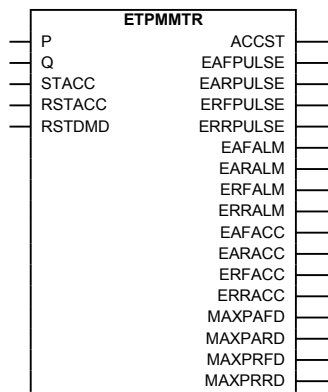 ETPMMTR
P ACCST
Q EAFPULSE
STACC EARPULSE
RSTACC ERFPULSE
RSTDMD ERRPULSE
EAFALM
EARALM
ERFALM
ERRALM
EAFACC
EARACC
ERFACC
ERRACC
MAXPAFD
MAXPARD
MAXPRFD
MAXPRRD